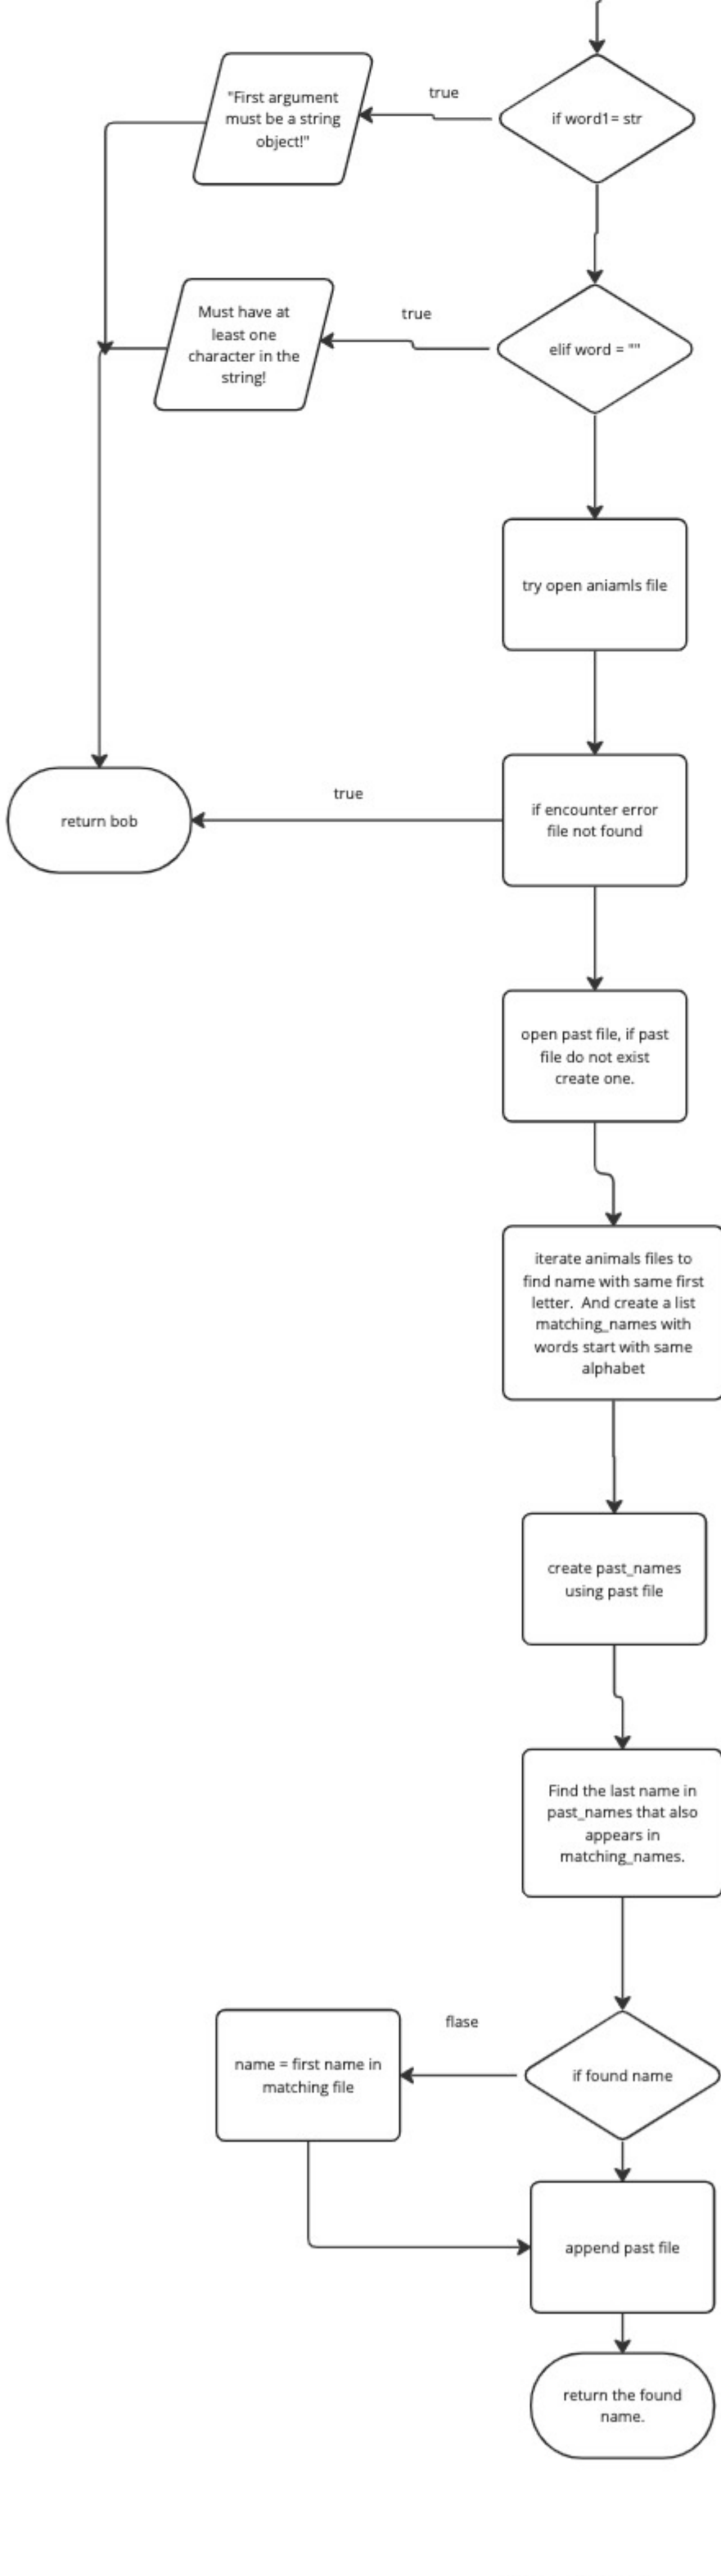 "First argument
must be a string
object!"
true
if word1= str
Must have at
least one
character in the
string!
true
elif word = ""
try open aniamls file
return bob
true
if encounter error
file not found
open past file, if past
file do not exist
create one.
iterate animals files to
find name with same first
letter.  And create a list
matching_names with
words start with same
alphabet
create past_names
using past file
Find the last name in
past_names that also
appears in
matching_names.
name = first name in
matching file
flase
if found name
append past file
return the found
name.